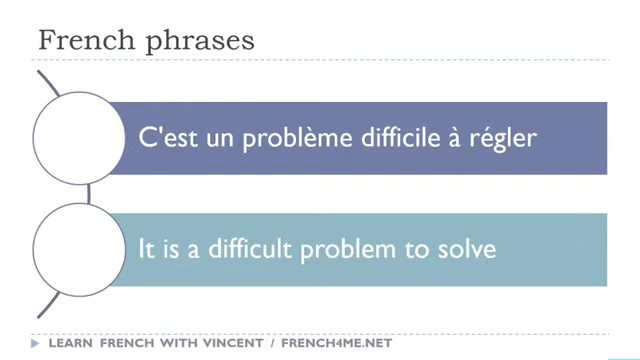 French phrases
C'est un problème difficile à régler
It is a difficult problem to solve
LEARN FRENCH WITH VINCENT / FRENCH4ME.NET